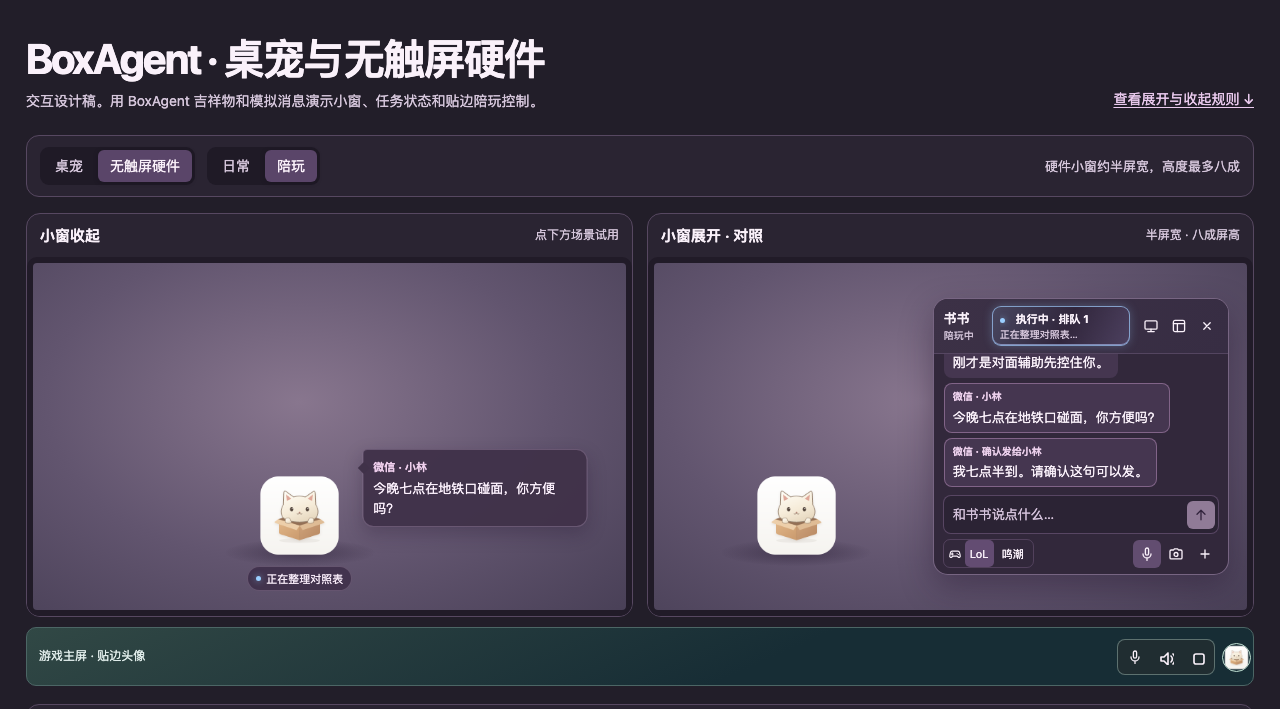 BoxAgent · 桌宠与无触屏硬件
交互设计稿。用 BoxAgent 吉祥物和模拟消息演示小窗、任务状态和贴边陪玩控制。
查看展开与收起规则 ↓
桌宠
无触屏硬件
日常
陪玩
硬件小窗约半屏宽，高度最多八成
小窗收起
点下方场景试用
微信 · 小林
今晚七点在地铁口碰面，你方便
吗？
正在整理对照表
小窗展开 · 对照
半屏宽 · 八成屏高
书书
陪玩中
执行中 · 排队 1
正在整理对照表...
刚才是对面辅助先控住你。
微信 · 小林
今晚七点在地铁口碰面，你方便吗？
微信 · 确认发给小林
我七点半到。请确认这句可以发。
和书书说点什么...
LoL
鸣潮
游戏主屏 · 贴边头像